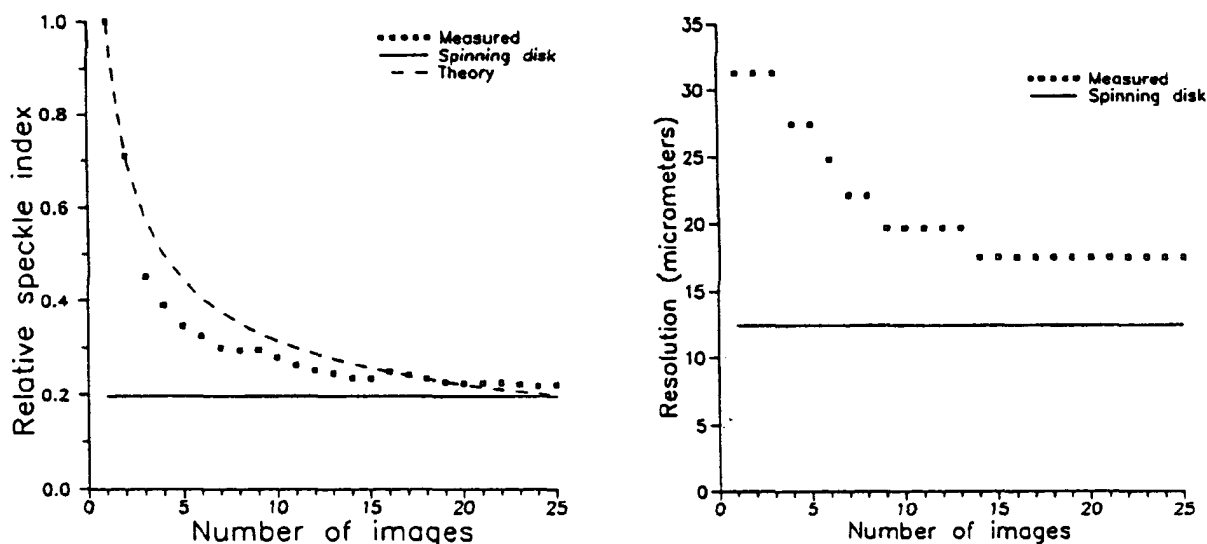 Measured
Spinning disk
Theory
Relative speckle index
1.0
0.8
0.6
0.4
0.2
0.0
0
5
10
15
20
25
Number of images
Measured
Spinning disk
Resolution (micrometers)
35
30
25
20
15
10
5
0
0
5
10
15
20
25
Number of images